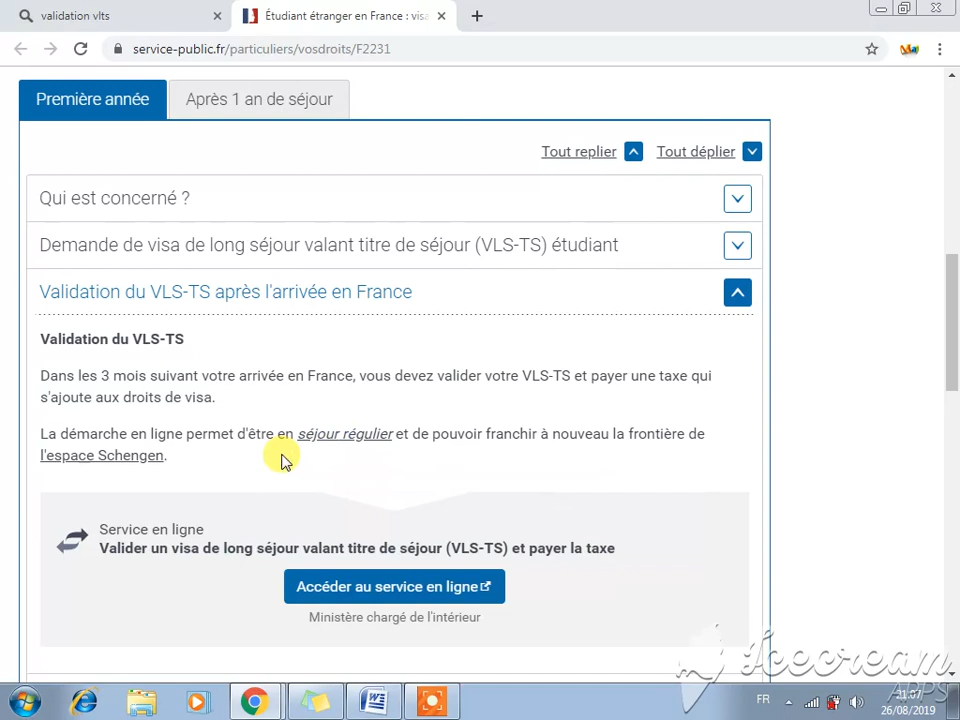 validation vlts
Étudiant étranger en France : visa
service-public.fr/particuliers/vosdroits/F2231
Première année
Après 1 an de séjour
Tout replier
Tout déplier
Qui est concerné ?
Demande de visa de long séjour valant titre de séjour (VLS-TS) étudiant
Validation du VLS-TS après l'arrivée en France
Validation du VLS-TS
Dans les 3 mois suivant votre arrivée en France, vous devez valider votre VLS-TS et payer une taxe qui
s'ajoute aux droits de visa.
La démarche en ligne permet d'être en séjour régulier et de pouvoir franchir à nouveau la frontière de
l'espace Schengen.
Service en ligne
Valider un visa de long séjour valant titre de séjour (VLS-TS) et payer la taxe
Accéder au service en ligne
Ministère chargé de l'intérieur
Icecream
APPS
FR
21:07
26/08/2019